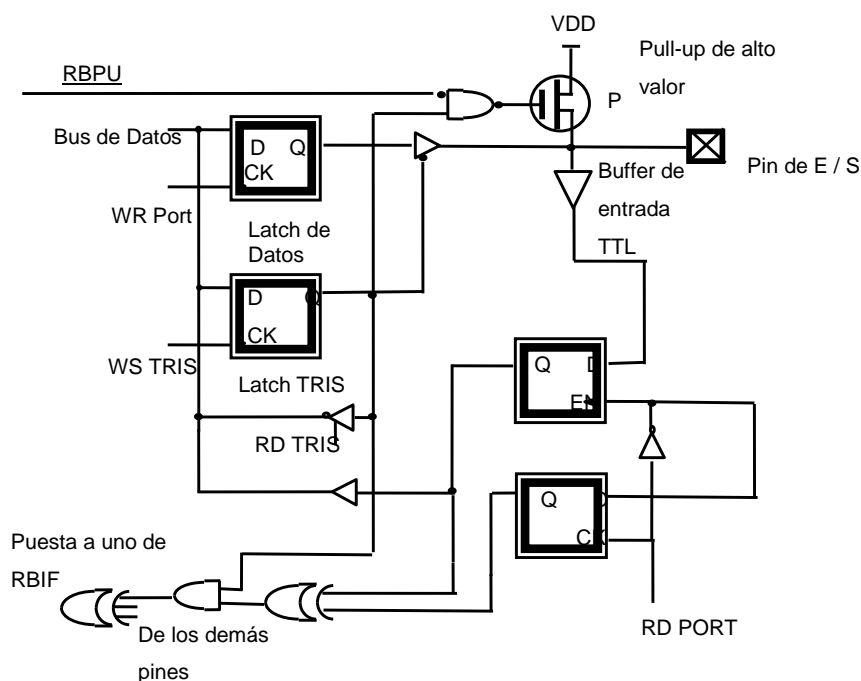 VDD
Pull-up de alto
valor
RBPU
P
Bus de Datos
D Q
CK
WR Port
Latch de
Datos
Buffer de
entrada
TTL
Pin de E / S
D Q
CK
WS TRIS
Latch TRIS
RD TRIS
Q D
EN
Q D
CK
RD PORT
Puesta a uno de
RBIF
De los demás
pines